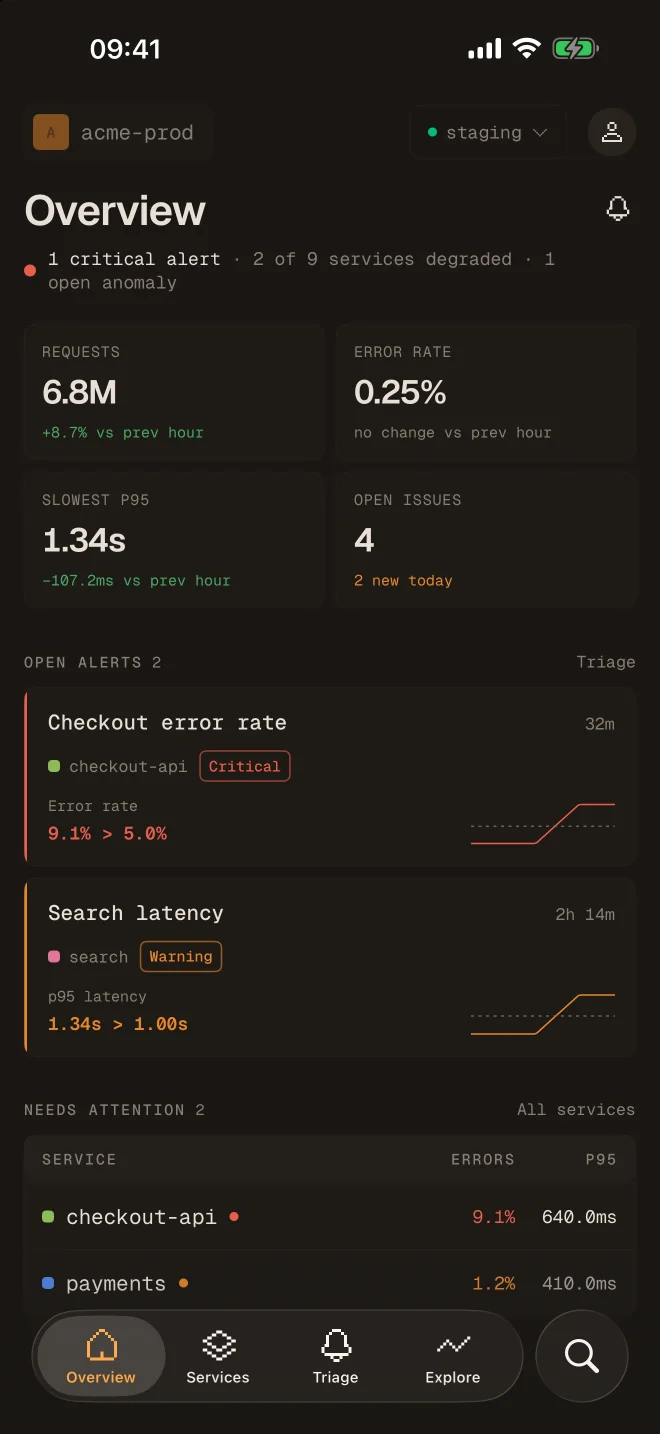 09:41
A acme-prod
staging
Overview
1 critical alert · 2 of 9 services degraded · 1
open anomaly
REQUESTS
6.8M
+8.7% vs prev hour
ERROR RATE
0.25%
no change vs prev hour
SLOWEST P95
1.34s
−107.2ms vs prev hour
OPEN ISSUES
4
2 new today
OPEN ALERTS 2
Triage
Checkout error rate
32m
checkout-api
Critical
Error rate
9.1% > 5.0%
Search latency
2h 14m
search
Warning
p95 latency
1.34s > 1.00s
NEEDS ATTENTION 2
All services
SERVICE ERRORS P95
checkout-api 9.1% 640.0ms
payments 1.2% 410.0ms
Overview
Services
Triage
Explore